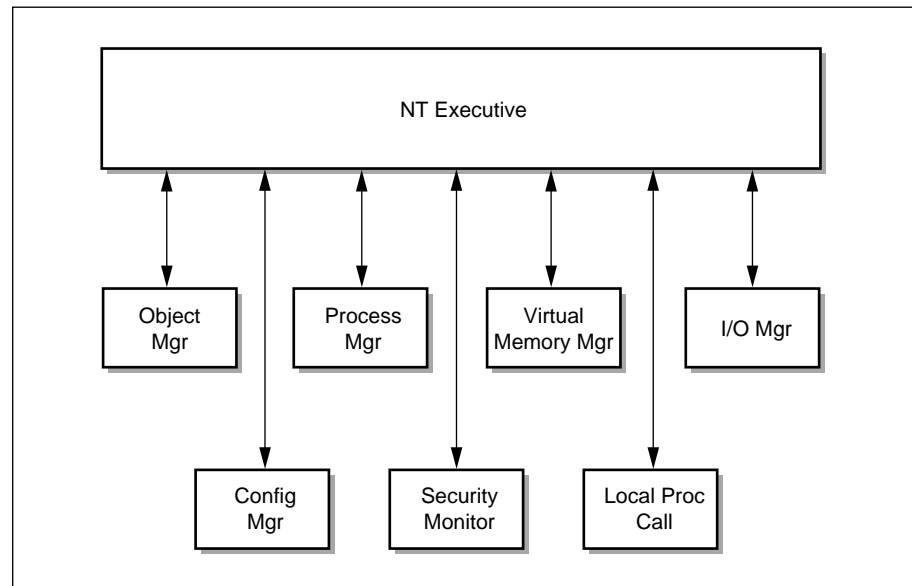 NT Executive
Object
Mgr
Process
Mgr
Virtual
Memory Mgr
I/O Mgr
Config
Mgr
Security
Monitor
Local Proc
Call